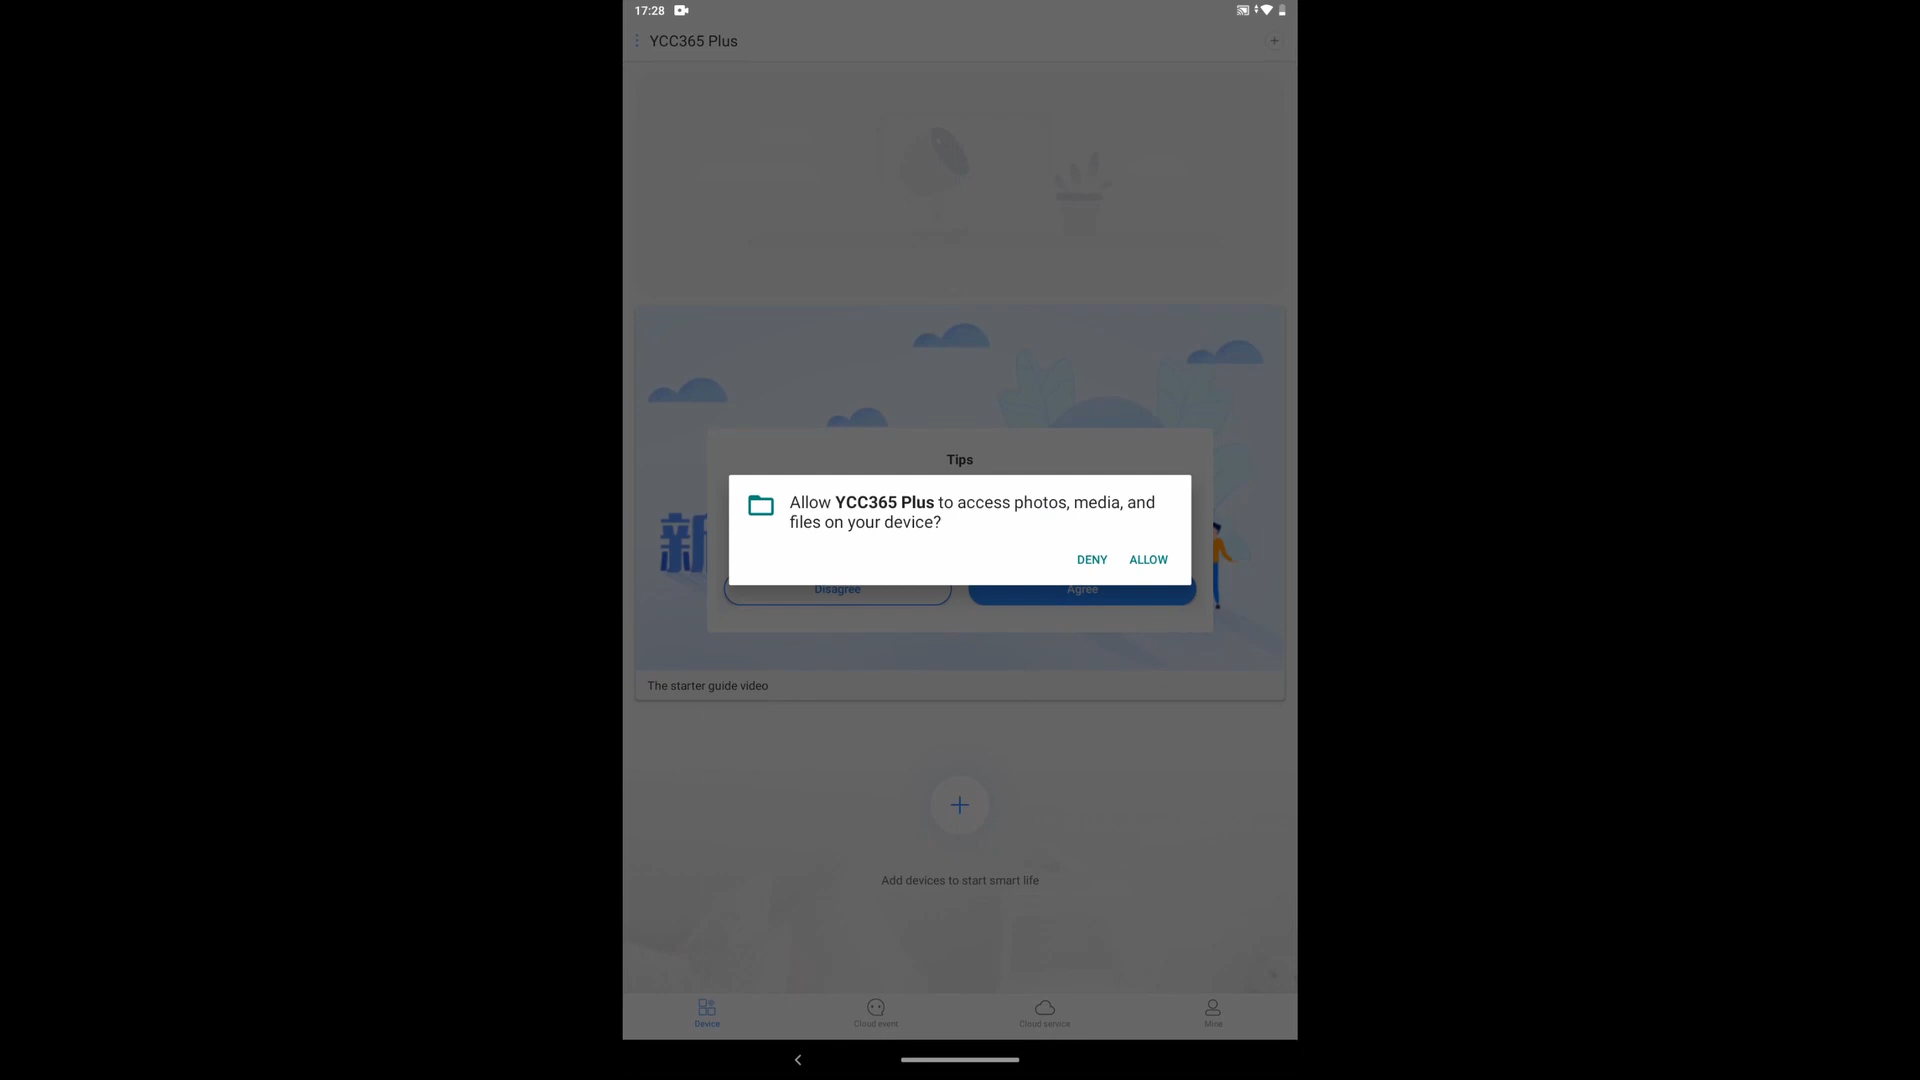 17:28
YCC365 Plus
Tips
Allow YCC365 Plus to access photos, media, and
files on your device?
DENY ALLOW
新
Disagree Agree
The starter guide video
Add devices to start smart life
Device Cloud event Cloud service Mine